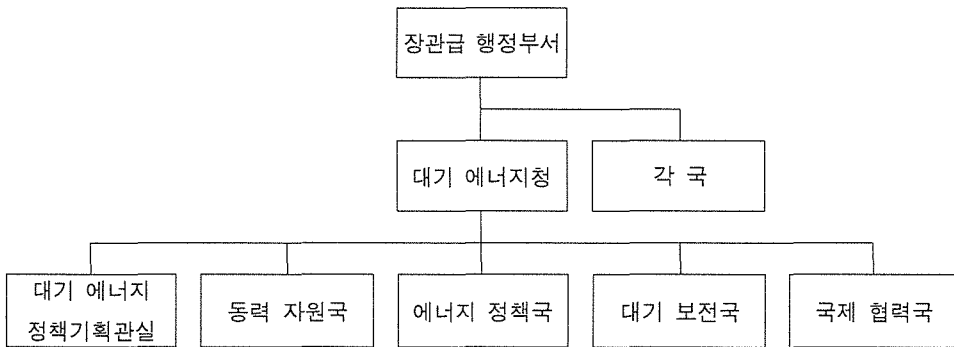 장관급 행정부서
대기 에너지청
각 국
대기 에너지
정책기획관실
동력 자원국
에너지 정책국
대기 보전국
국제 협력국